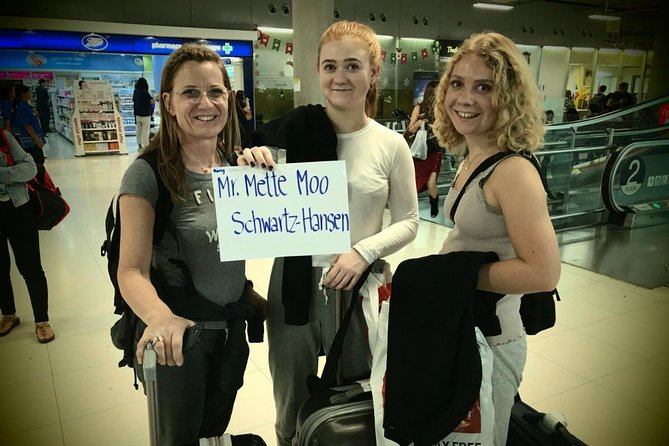 Boots
pharmacy
Mr. Mette Moo
Schwartz-Hansen
2
FREE